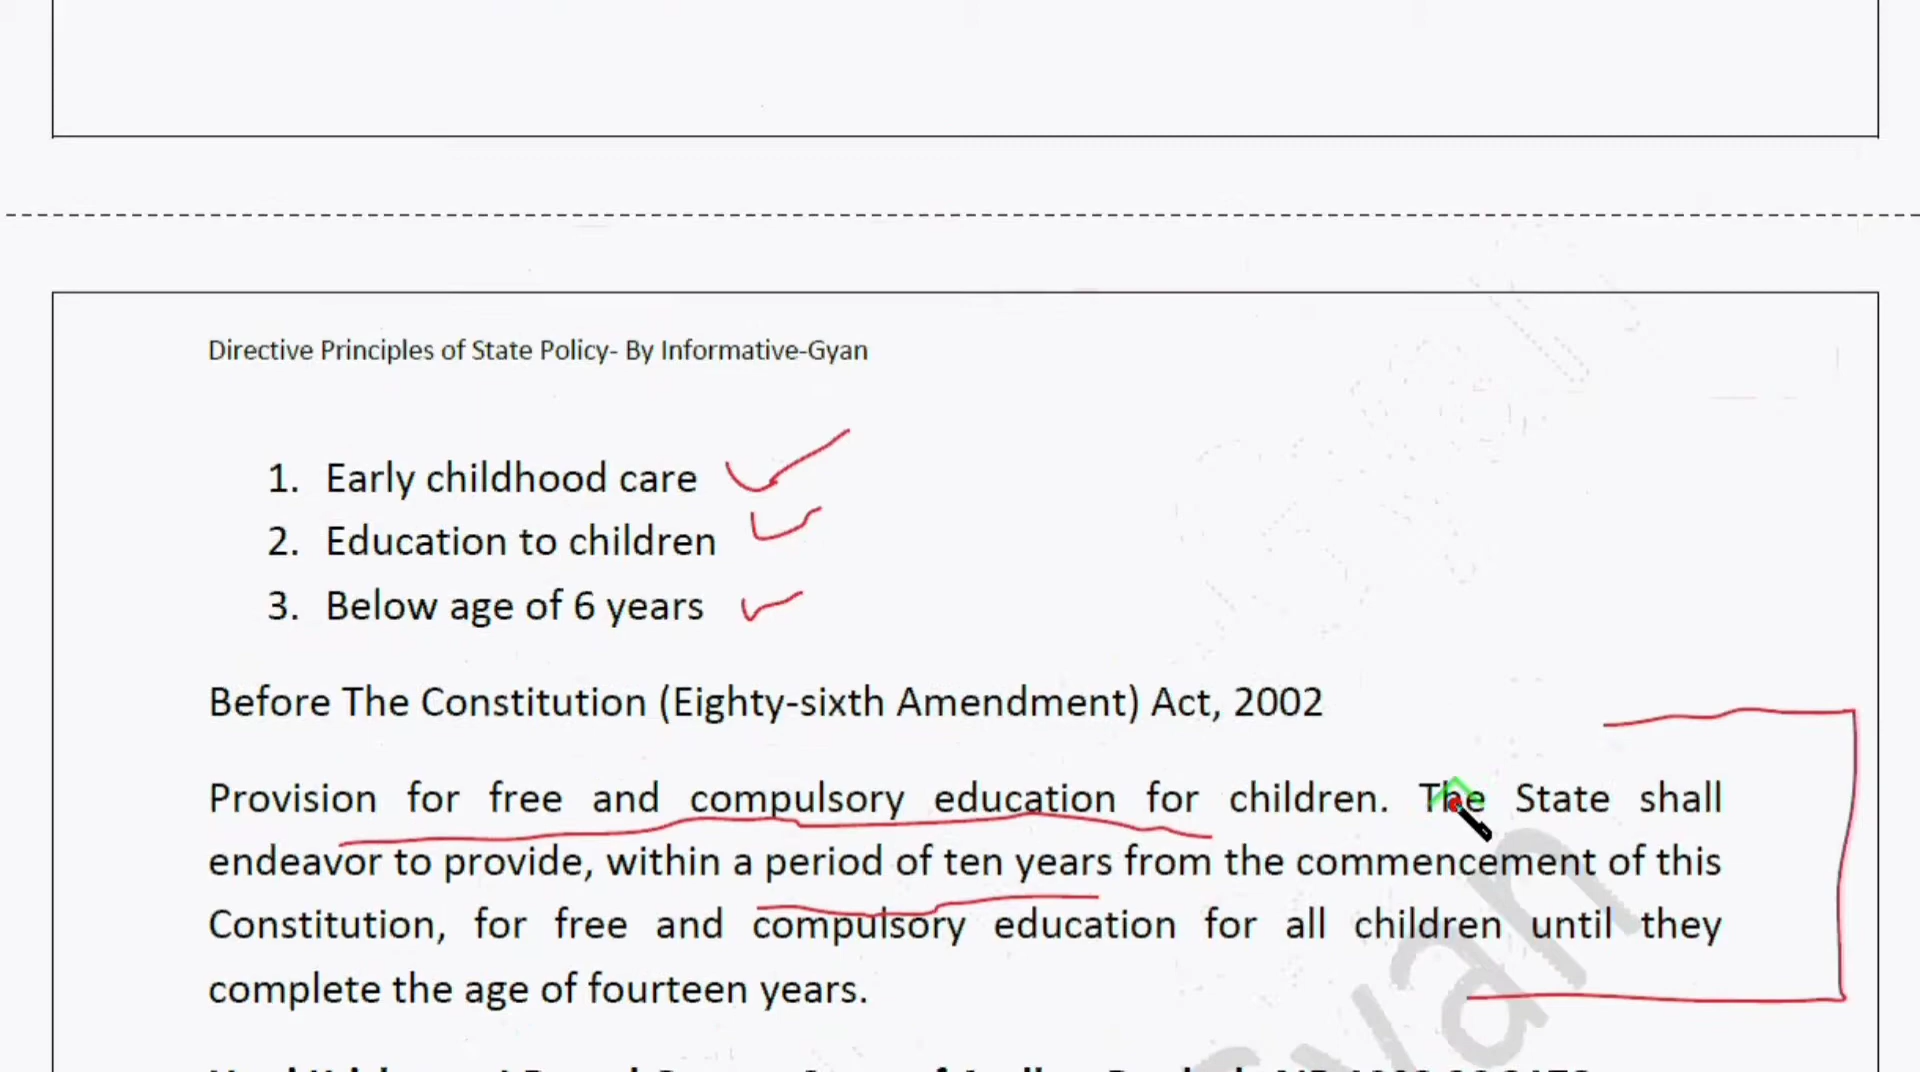 Directive Principles of State Policy- By Informative-Gyan
1. Early childhood care
2. Education to children
3. Below age of 6 years
Before The Constitution (Eighty-sixth Amendment) Act, 2002
Provision for free and compulsory education for children. The State shall
endeavor to provide, within a period of ten years from the commencement of this
Constitution, for free and compulsory education for all children until they
complete the age of fourteen years.